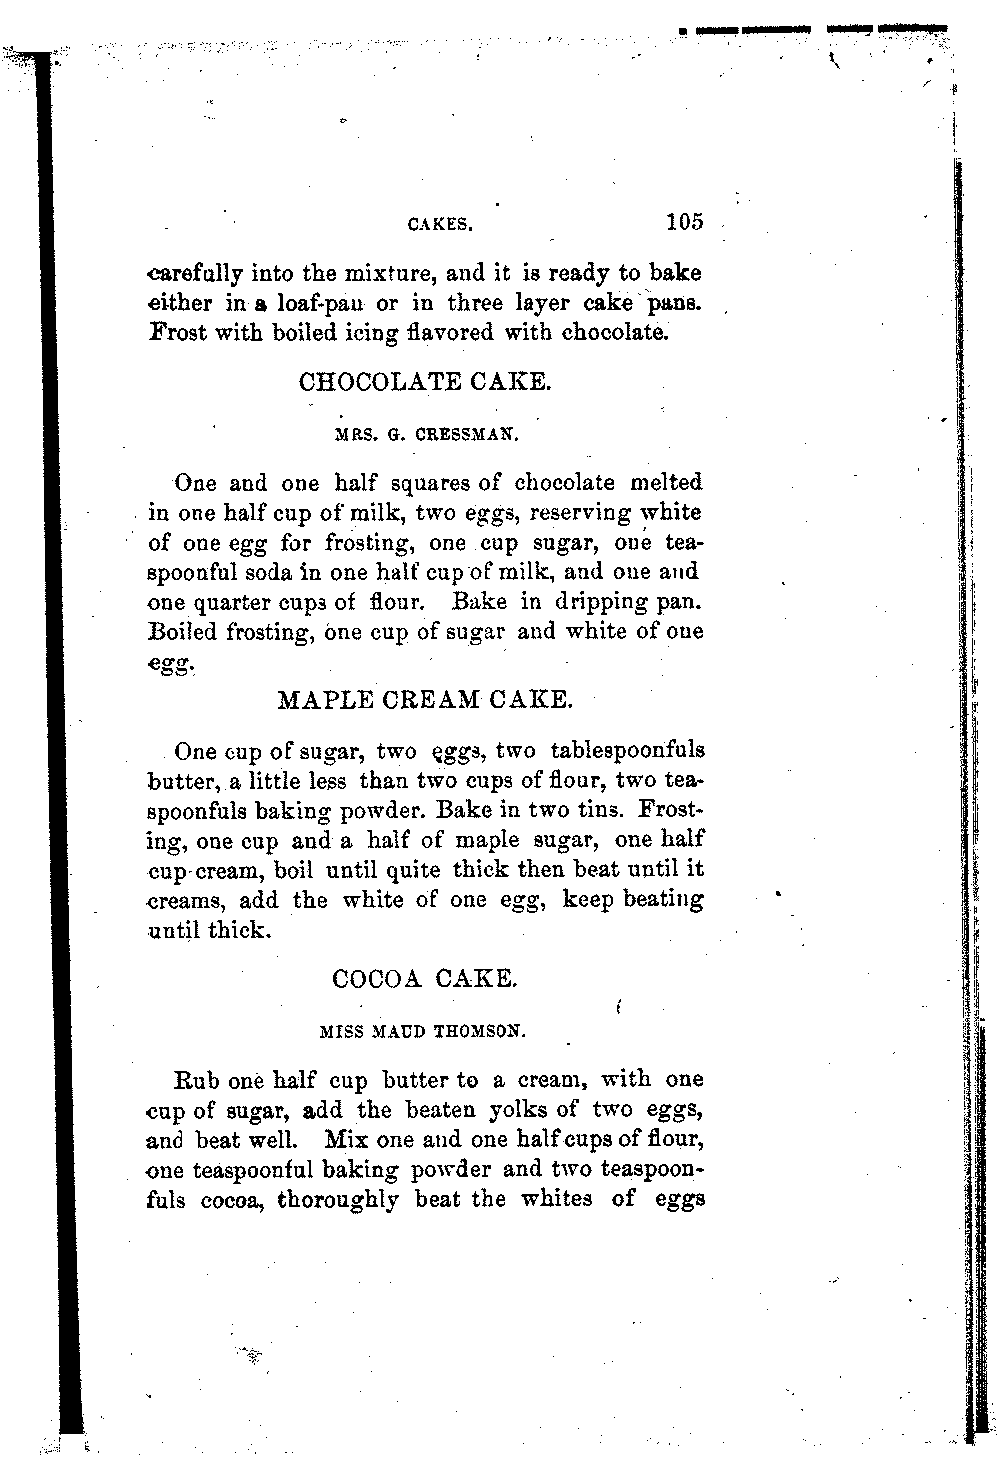 CAKES. 105
carefully into the mixture, and it is ready to bake
either in a loaf-pan or in three layer cake pans.
Frost with boiled icing flavored with chocolate.
CHOCOLATE CAKE.
MRS. G. CRESSMAN.
One and one half squares of chocolate melted
in one half cup of milk, two eggs, reserving white
of one egg for frosting, one cup sugar, one tea-
spoonful soda in one half cup of milk, and one and
one quarter cups of flour. Bake in dripping pan.
Boiled frosting, one cup of sugar and white of one
egg.
MAPLE CREAM CAKE.
One cup of sugar, two eggs, two tablespoonfuls
butter, a little less than two cups of flour, two tea-
spoonfuls baking powder. Bake in two tins. Frost-
ing, one cup and a half of maple sugar, one half
cup cream, boil until quite thick then beat until it
creams, add the white of one egg, keep beating
until thick.
COCOA CAKE.
MISS MAUD THOMSON.
Rub one half cup butter to a cream, with one
cup of sugar, add the beaten yolks of two eggs,
and beat well. Mix one and one half cups of flour,
one teaspoonful baking powder and two teaspoon-
fuls cocoa, thoroughly beat the whites of eggs